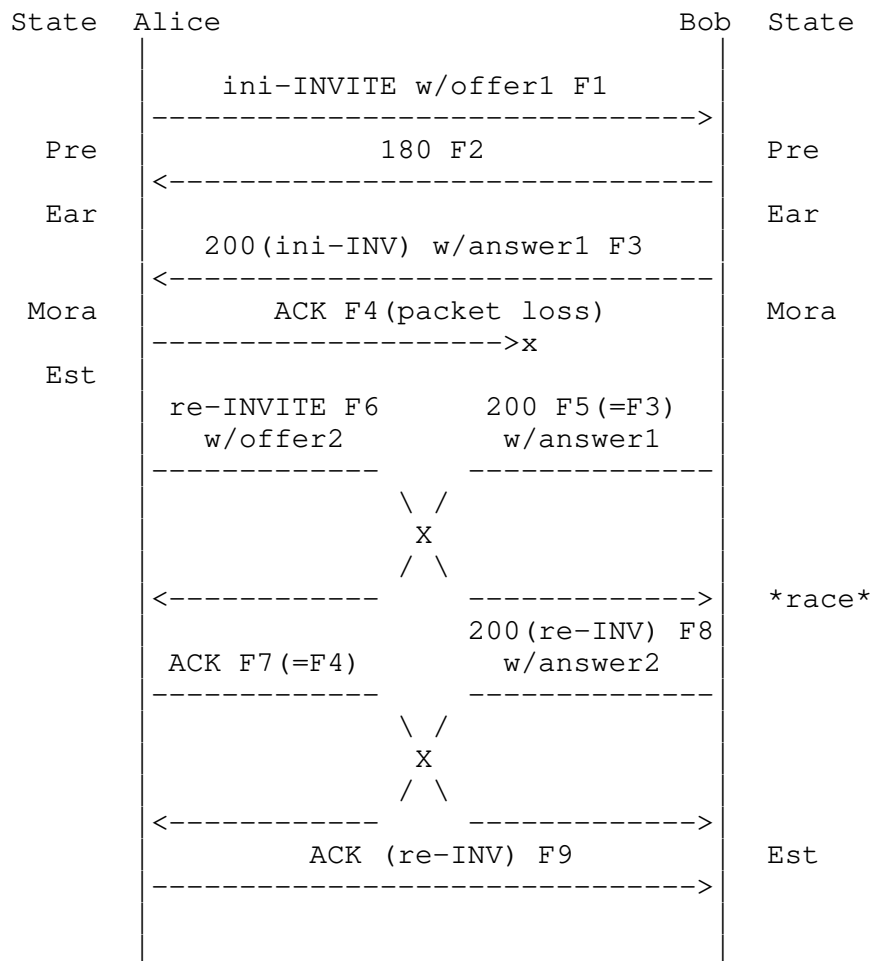 State  Alice                          Bob  State
        |                                |
        |    ini-INVITE w/offer1 F1      |
        |------------------------------->|
  Pre   |            180 F2              |  Pre
        |<-------------------------------|
  Ear   |                                |  Ear
        |   200(ini-INV) w/answer1 F3    |
        |<-------------------------------|
 Mora   |       ACK F4(packet loss)      |  Mora
        |-------------------->x          |
  Est   |                                |
        | re-INVITE F6      200 F5(=F3)  |
        |   w/offer2         w/answer1   |
        |-------------     --------------|
        |              \ /               |
        |               X                |
        |              / \               |
        |<------------     ------------->|  *race*
        |                  200(re-INV) F8|
        | ACK F7(=F4)        w/answer2   |
        |-------------     --------------|
        |              \ /               |
        |               X                |
        |              / \               |
        |<------------     ------------->|
        |         ACK (re-INV) F9        |  Est
        |------------------------------->|
        |                                |
        |                                |